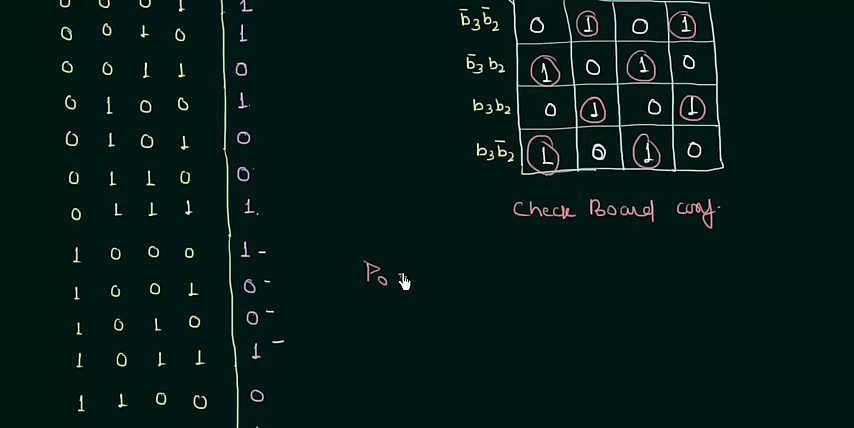 0 0 0 1 1
0 0 1 0 1
0 0 1 1 0
0 1 0 0 1.
0 1 0 1 0
0 1 1 0 0.
0 1 1 1 1.
1 0 0 0 1 -
1 0 0 1 0 -
1 0 1 0 0 -
1 0 1 1 1 -
1 1 0 0 0
b̄₃b̄₂ 0 1 0 1
b̄₃b₂ 1 0 1 0
b₃b₂ 0 1 0 1
b₃b̄₂ 1 0 1 0
Check Board conf.
P₀